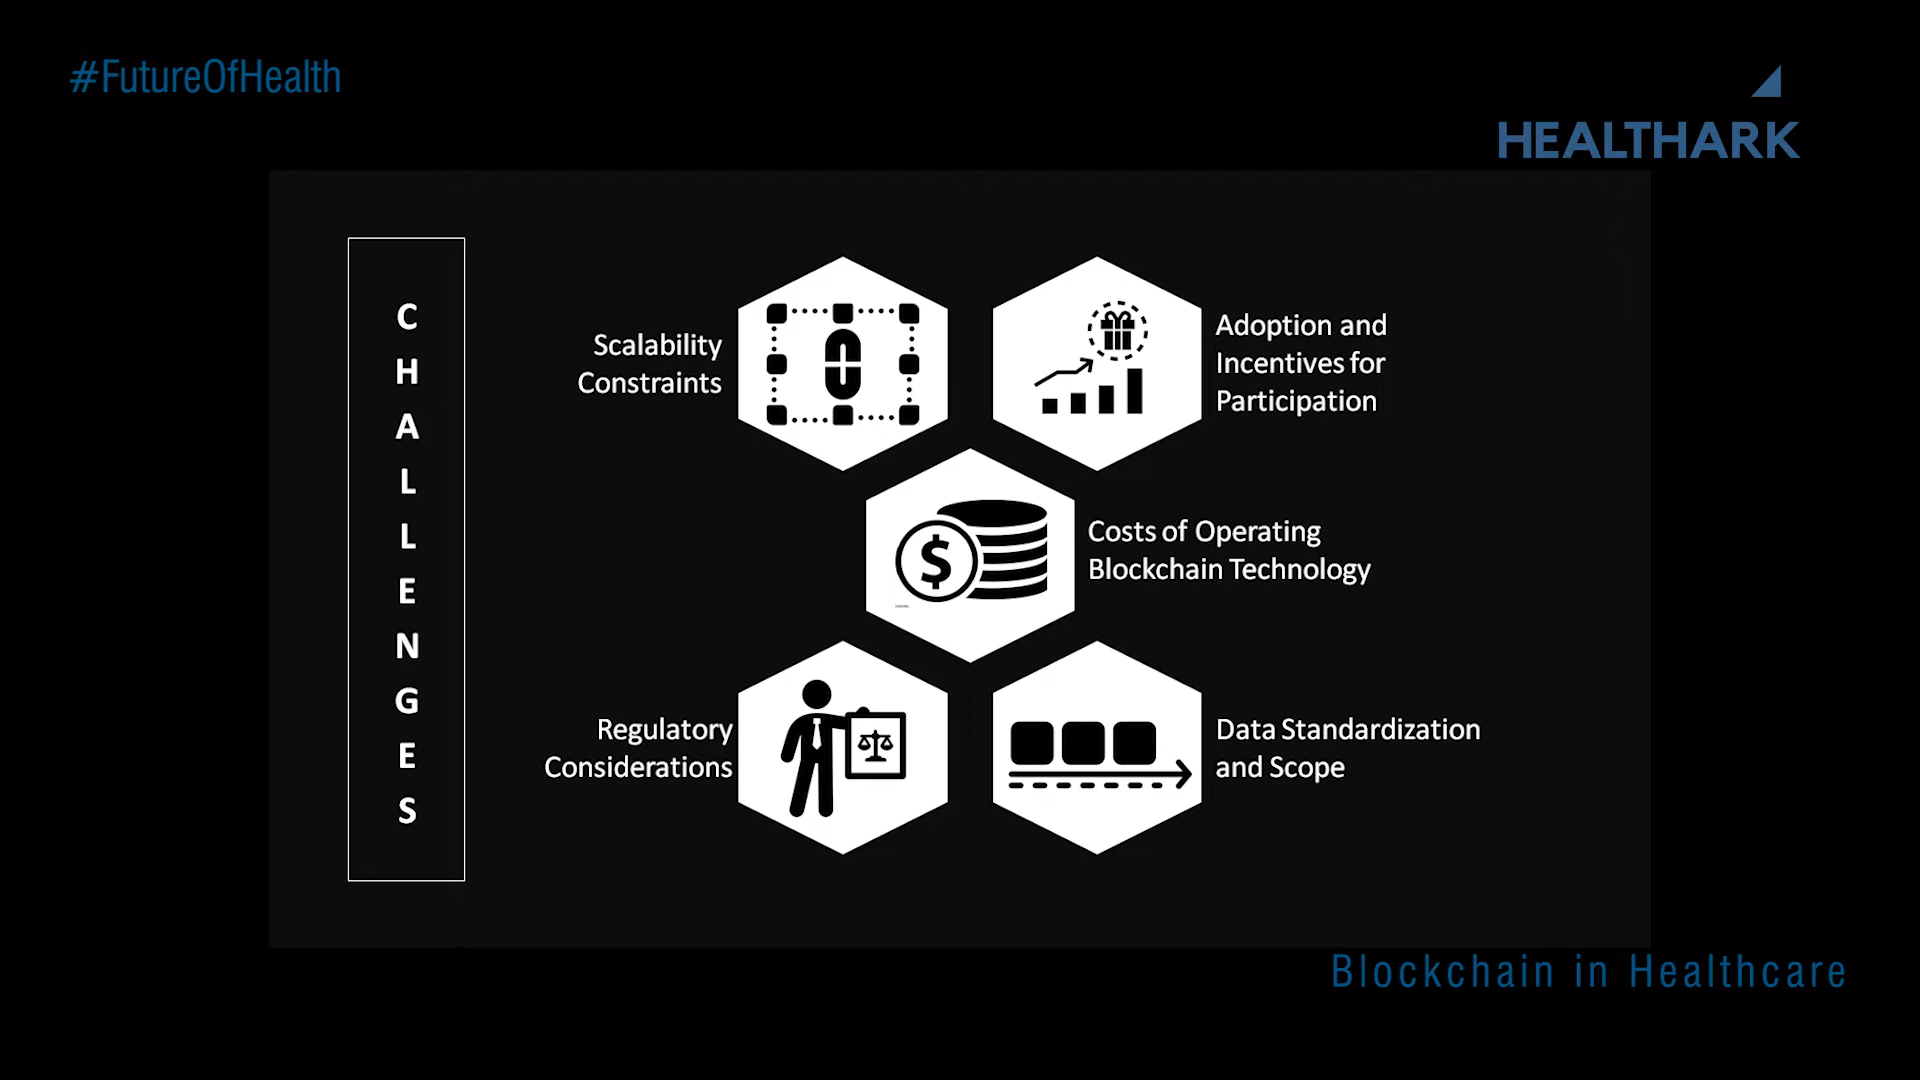 #FutureOfHealth
HEALTHARK
C
H
A
L
L
E
N
G
E
S
Scalability
Constraints
Adoption and
Incentives for
Participation
$
Costs of Operating
Blockchain Technology
Regulatory
Considerations
Data Standardization
and Scope
Blockchain in Healthcare